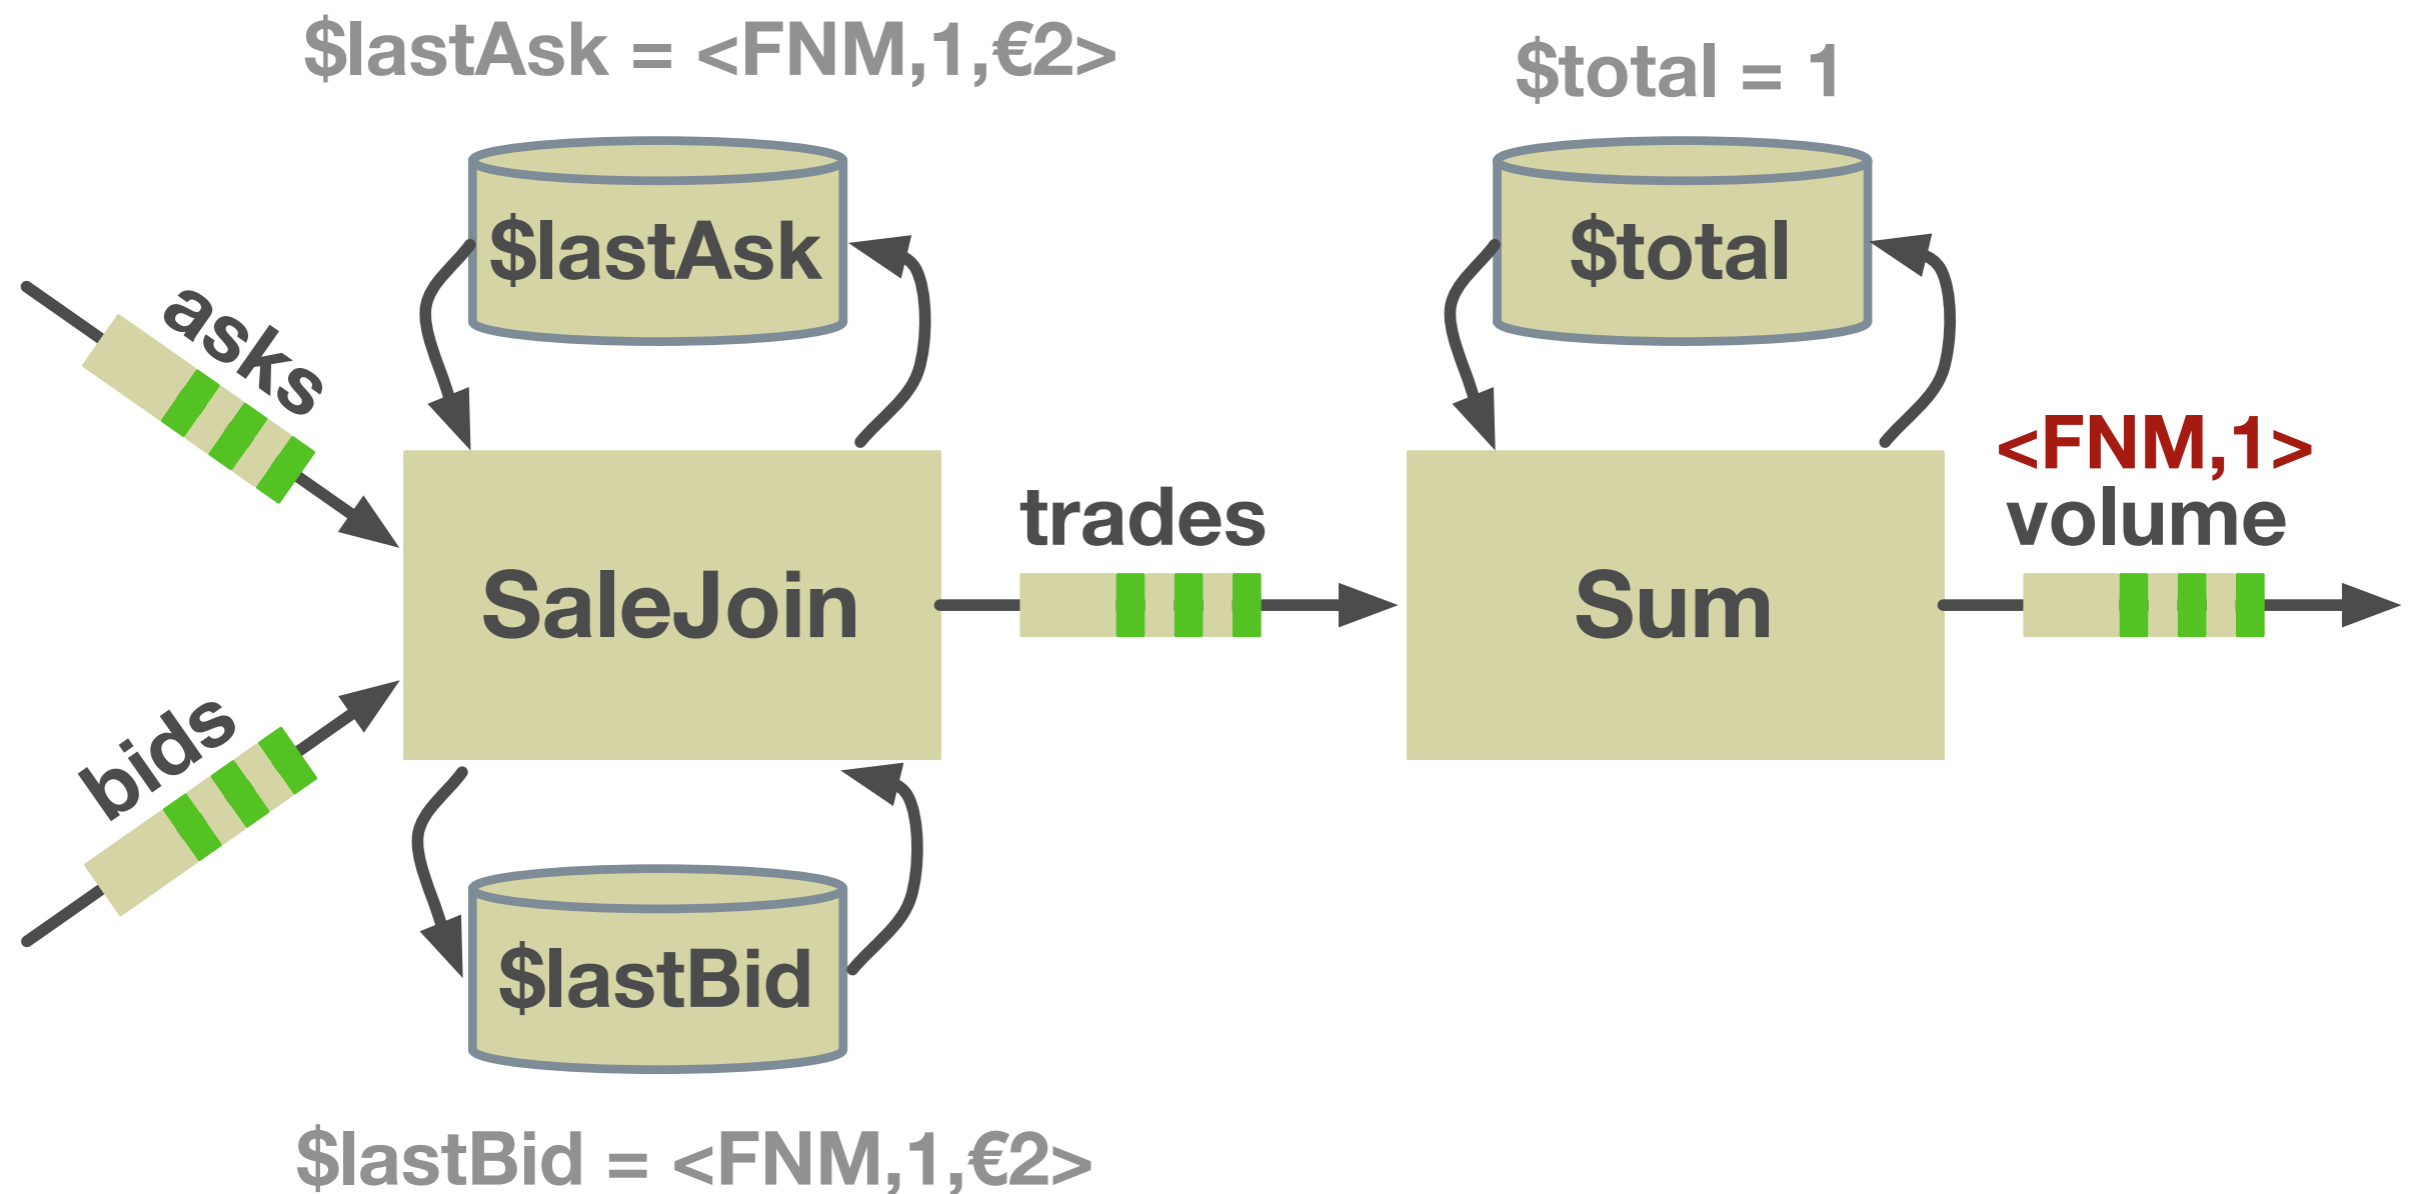 $lastAsk = <FNM,1,€2>
$total = 1
$lastAsk
$total
asks
<FNM,1>
trades
volume
SaleJoin
Sum
bids
$lastBid
$lastBid = <FNM,1,€2>